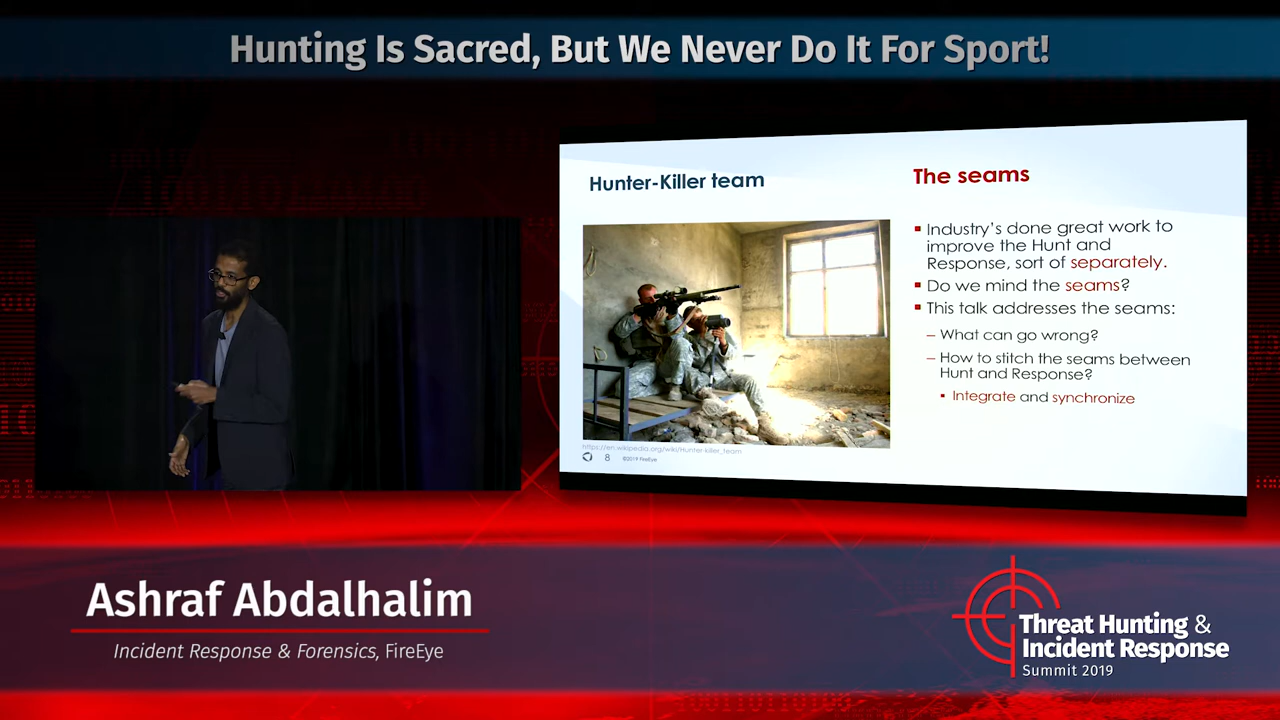 Hunting Is Sacred, But We Never Do It For Sport!
Hunter-Killer team
The seams
Industry's done great work to
improve the Hunt and
Response, sort of separately.
Do we mind the seams?
This talk addresses the seams:
– What can go wrong?
– How to stitch the seams between
Hunt and Response?
Integrate and synchronize
https://en.wikipedia.org/wiki/Hunter-killer_team
8 ©2019 FireEye
Ashraf Abdalhalim
Incident Response & Forensics, FireEye
Threat Hunting &
Incident Response
Summit 2019